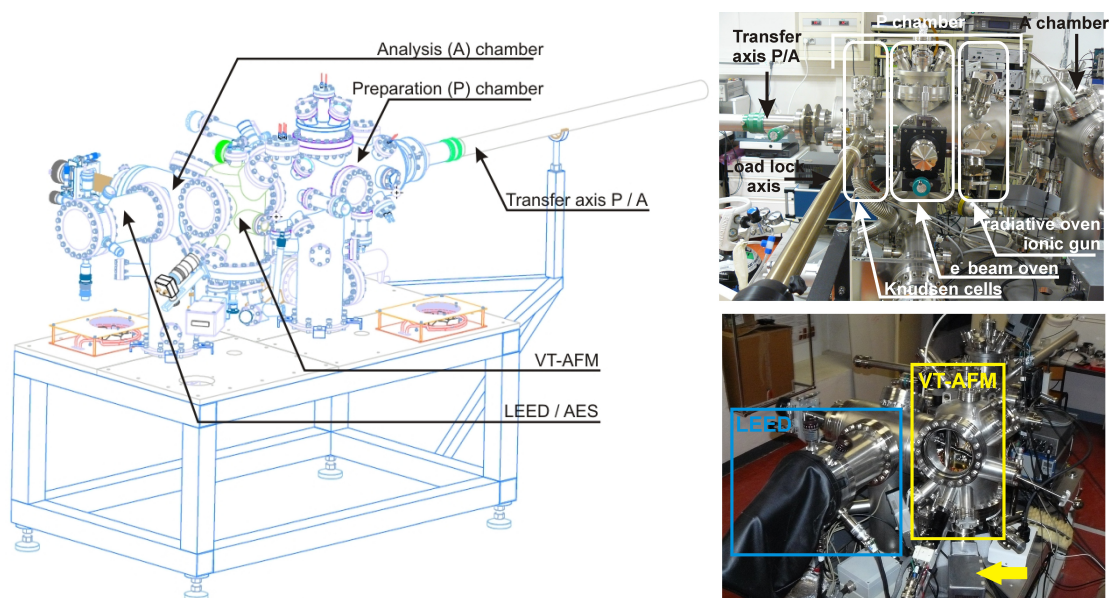 Analysis (A) chamber
Preparation (P) chamber
Transfer axis P / A
VT-AFM
LEED / AES
P chamber
A chamber
Transfer
axis P/A
Load lock
axis
radiative oven
ionic gun
e⁻ beam oven
Knudsen cells
VT-AFM
LEED